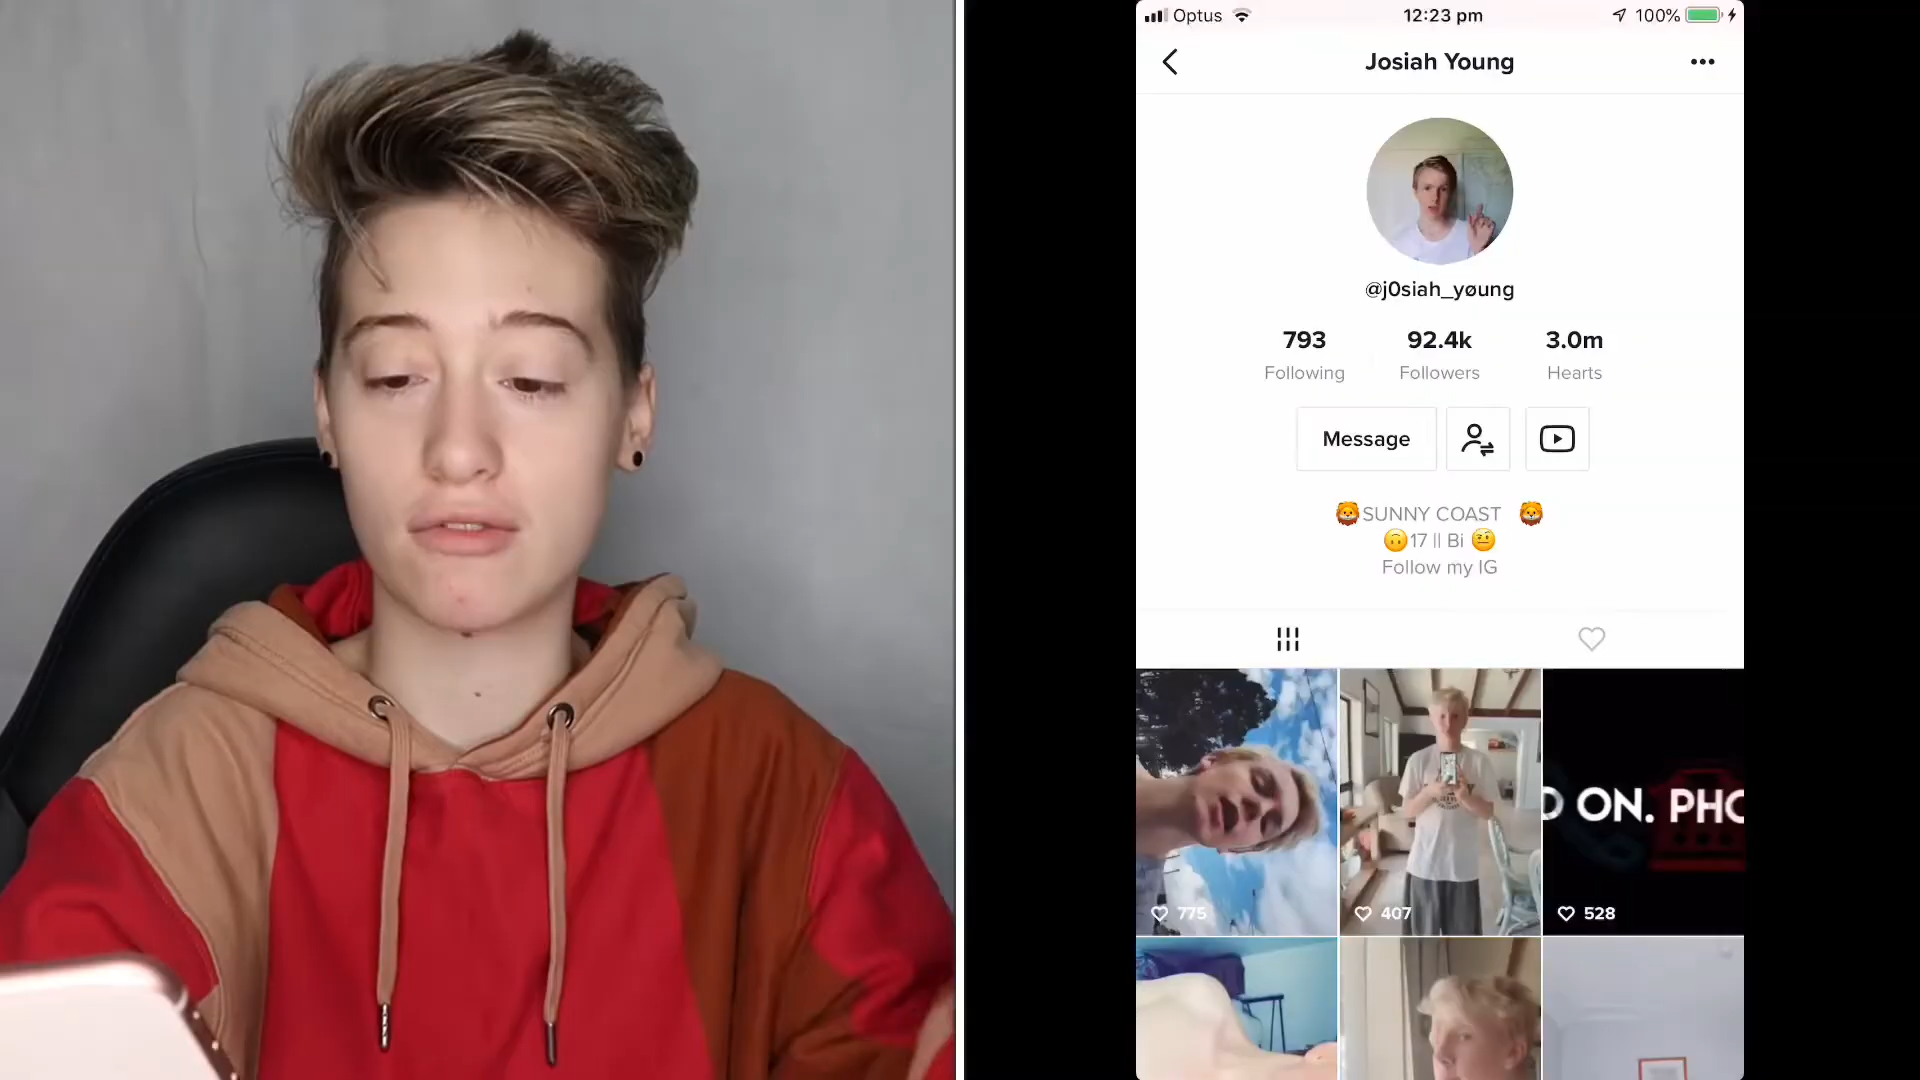 Optus 12:23 pm 100%
Josiah Young
@j0siah_yøung
793 92.4k 3.0m
Following Followers Hearts
Message
SUNNY COAST
17 || Bi
Follow my IG
D ON. PHO
775 407 528